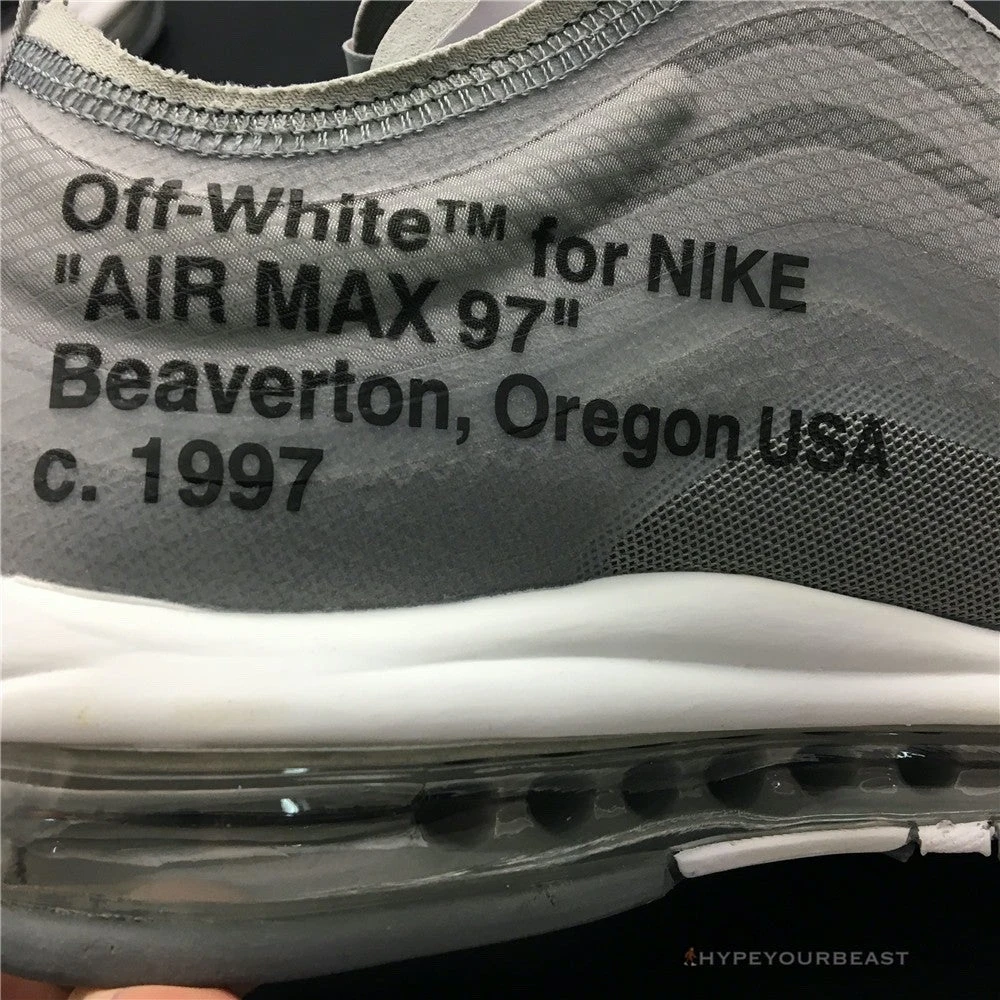 Off-White™ for NIKE
"AIR MAX 97"
Beaverton, Oregon USA
c. 1997
HYPEYOURBEAST